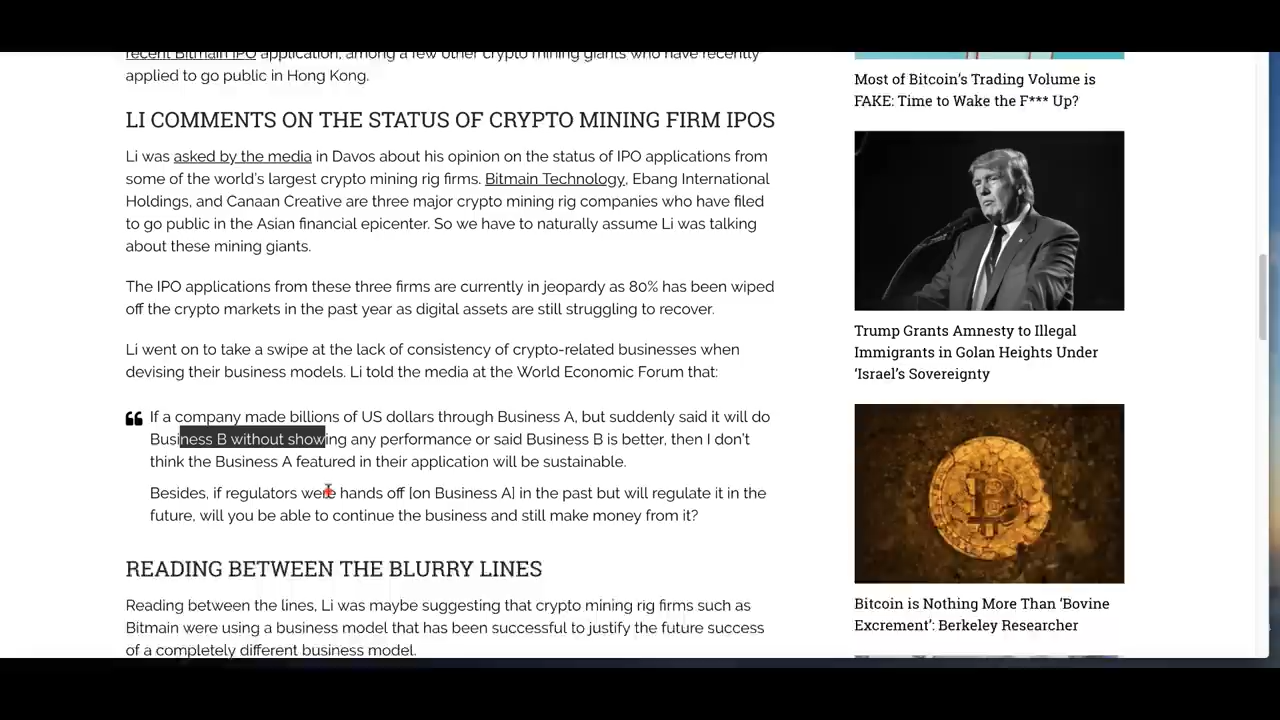 recent Bitmain IPO application, among a few other crypto mining giants who have recently
applied to go public in Hong Kong.
LI COMMENTS ON THE STATUS OF CRYPTO MINING FIRM IPOS
Li was asked by the media in Davos about his opinion on the status of IPO applications from
some of the world's largest crypto mining rig firms. Bitmain Technology, Ebang International
Holdings, and Canaan Creative are three major crypto mining rig companies who have filed
to go public in the Asian financial epicenter. So we have to naturally assume Li was talking
about these mining giants.
The IPO applications from these three firms are currently in jeopardy as 80% has been wiped
off the crypto markets in the past year as digital assets are still struggling to recover.
Li went on to take a swipe at the lack of consistency of crypto-related businesses when
devising their business models. Li told the media at the World Economic Forum that:
If a company made billions of US dollars through Business A, but suddenly said it will do
Business B without showing any performance or said Business B is better, then I don't
think the Business A featured in their application will be sustainable.
Besides, if regulators were hands off [on Business A] in the past but will regulate it in the
future, will you be able to continue the business and still make money from it?
READING BETWEEN THE BLURRY LINES
Reading between the lines, Li was maybe suggesting that crypto mining rig firms such as
Bitmain were using a business model that has been successful to justify the future success
of a completely different business model.
Most of Bitcoin's Trading Volume is
FAKE: Time to Wake the F*** Up?
Trump Grants Amnesty to Illegal
Immigrants in Golan Heights Under
'Israel's Sovereignty
Bitcoin is Nothing More Than 'Bovine
Excrement': Berkeley Researcher